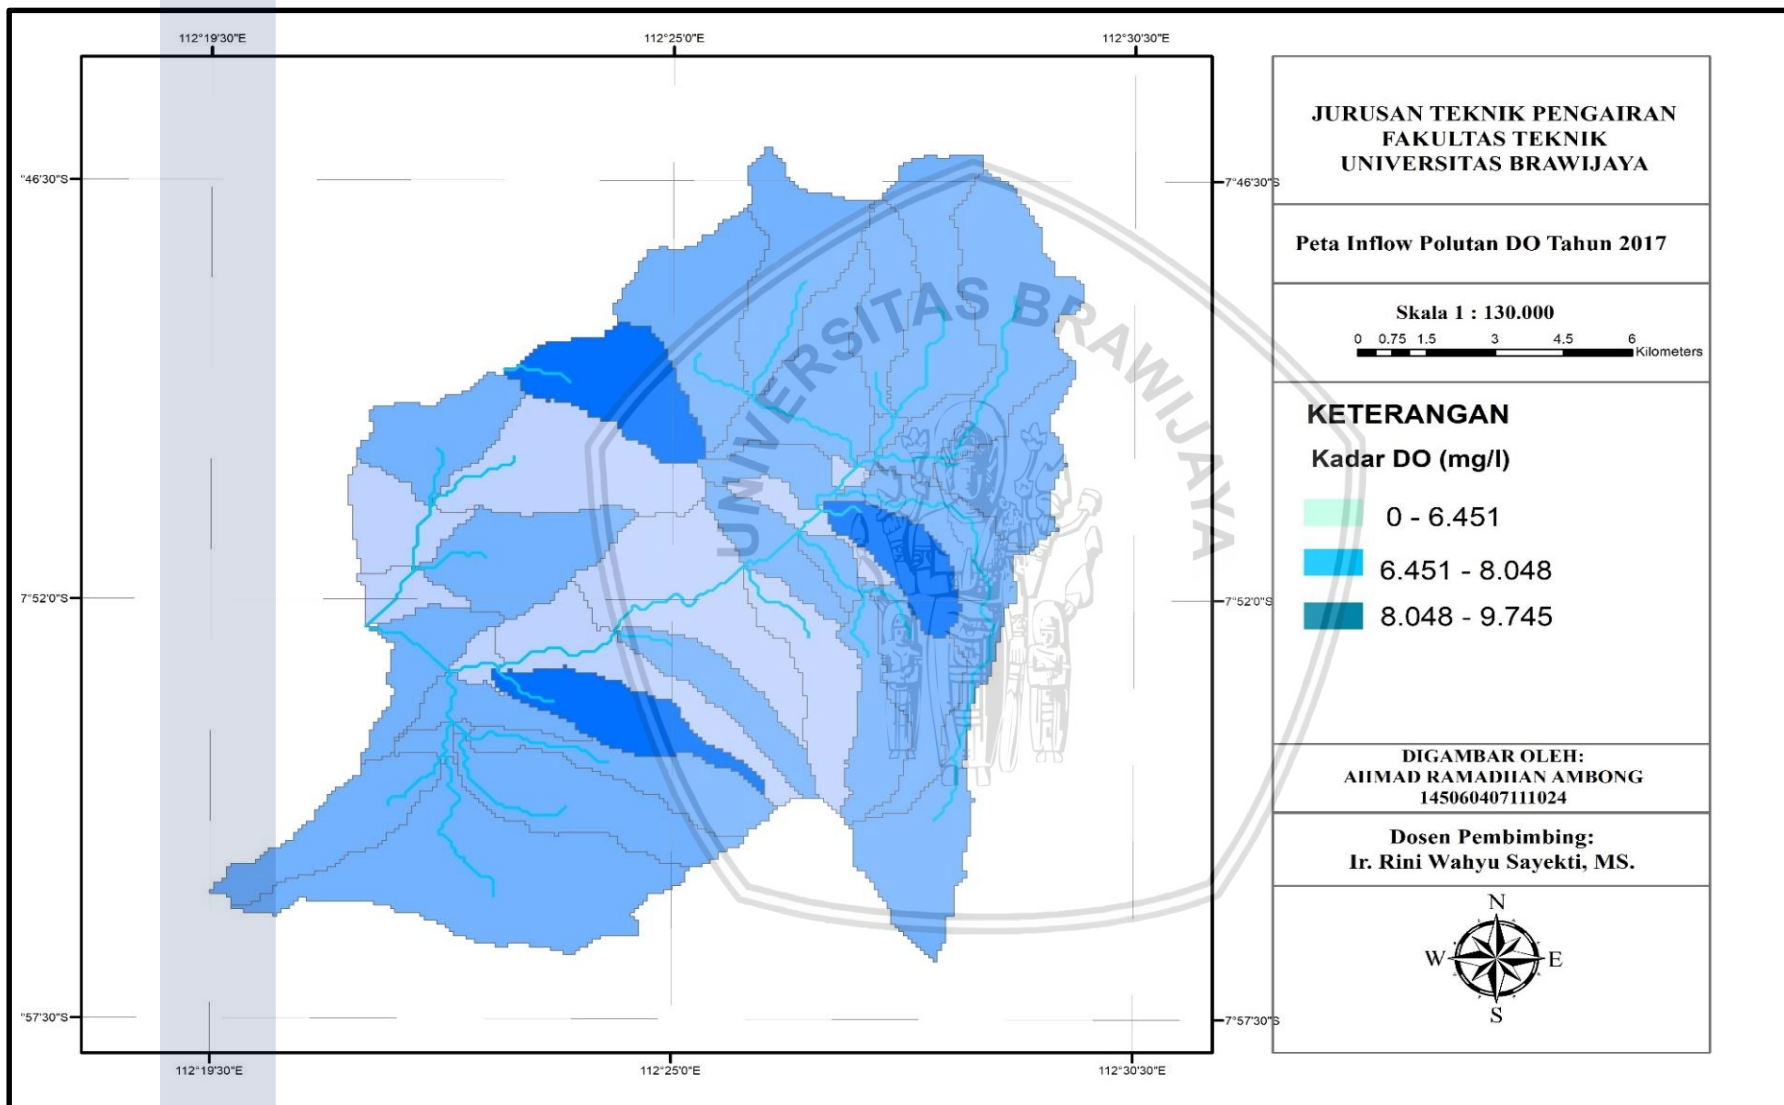 112°19'30"E
112°25'0"E
112°30'30"E
"46'30"S
7°46'30"S
7°52'0"S
7°52'0"S
°57'30"S
7°57'30"S
112°19'30"E
112°25'0"E
112°30'30"E
UNIVERSITAS BRAWIJAYA
JURUSAN TEKNIK PENGAIRAN
FAKULTAS TEKNIK
UNIVERSITAS BRAWIJAYA
Peta Inflow Polutan DO Tahun 2017
Skala 1 : 130.000
0 0.75 1.5 3 4.5 6
Kilometers
KETERANGAN
Kadar DO (mg/l)
0 - 6.451
6.451 - 8.048
8.048 - 9.745
DIGAMBAR OLEH:
AHMAD RAMADHAN AMBONG
145060407111024
Dosen Pembimbing:
Ir. Rini Wahyu Sayekti, MS.
N
W E
S